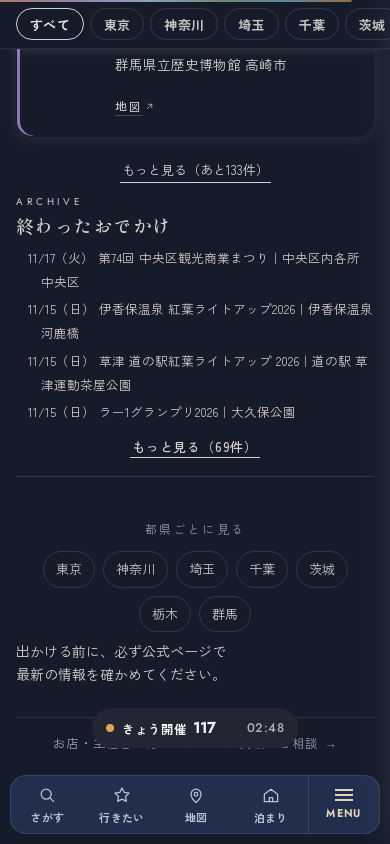 すべて 東京 神奈川 埼玉 千葉 茨城
群馬県立歴史博物館 高崎市
地図 ↗
もっと見る（あと133件）
ARCHIVE
終わったおでかけ
11/17（火） 第74回 中央区観光商業まつり｜中央区内各所
中央区
11/15（日） 伊香保温泉 紅葉ライトアップ2026｜伊香保温泉
河鹿橋
11/15（日） 草津 道の駅紅葉ライトアップ 2026｜道の駅 草
津運動茶屋公園
11/15（日） ラー1グランプリ2026｜大久保公園
もっと見る（69件）
都県ごとに見る
東京 神奈川 埼玉 千葉 茨城
栃木 群馬
出かける前に、必ず公式ページで
最新の情報を確かめてください。
きょう開催 117 02:48
お店・主 相談 →
さがす 行きたい 地図 泊まり MENU